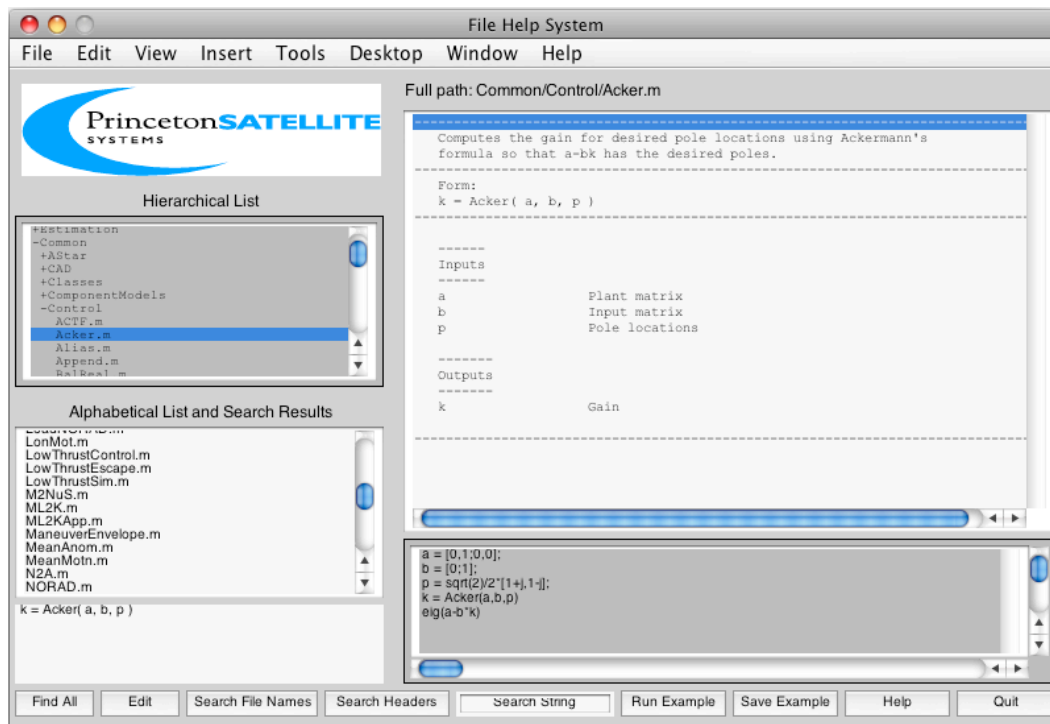 File Help System
File Edit View Insert Tools Desktop Window Help
PrincetonSATELLITE
SYSTEMS
Hierarchical List
+Estimation
-Common
+AStar
+CAD
+Classes
+ComponentModels
-Control
ACTF.m
Acker.m
Alias.m
Append.m
BalReal.m
Alphabetical List and Search Results
LoadNORAD.m
LonMot.m
LowThrustControl.m
LowThrustEscape.m
LowThrustSim.m
M2NuS.m
ML2K.m
ML2KApp.m
ManeuverEnvelope.m
MeanAnom.m
MeanMotn.m
N2A.m
NORAD.m
k = Acker( a, b, p )
Full path: Common/Control/Acker.m
Computes the gain for desired pole locations using Ackermann's
formula so that a-bk has the desired poles.
Form:
k = Acker( a, b, p )
------
Inputs
------
a Plant matrix
b Input matrix
p Pole locations
-------
Outputs
-------
k Gain
a = [0,1;0,0];
b = [0;1];
p = sqrt(2)/2*[1+j,1-j];
k = Acker(a,b,p)
eig(a-b*k)
Find All Edit Search File Names Search Headers Search String Run Example Save Example Help Quit